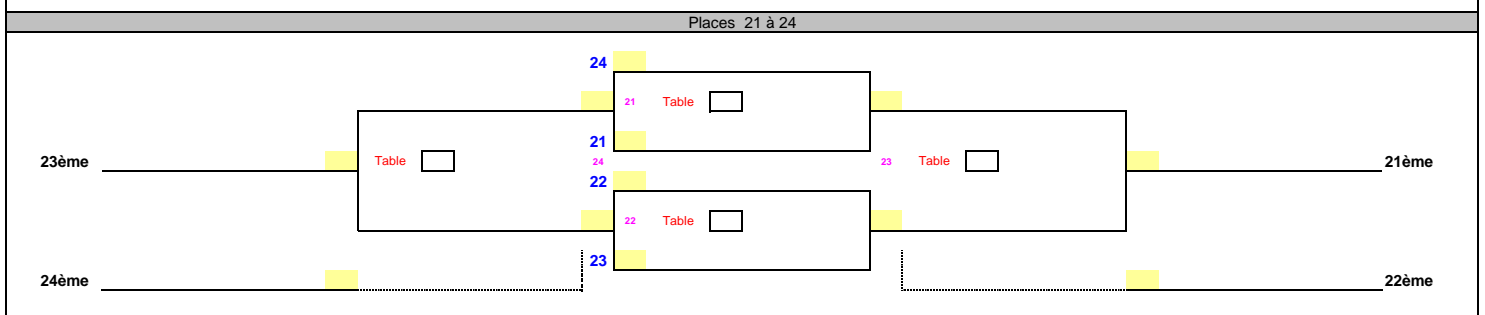 Places 21 à 24
24
21 Table
21
23ème Table 24 23 Table 21ème
22
22 Table
23
24ème 22ème